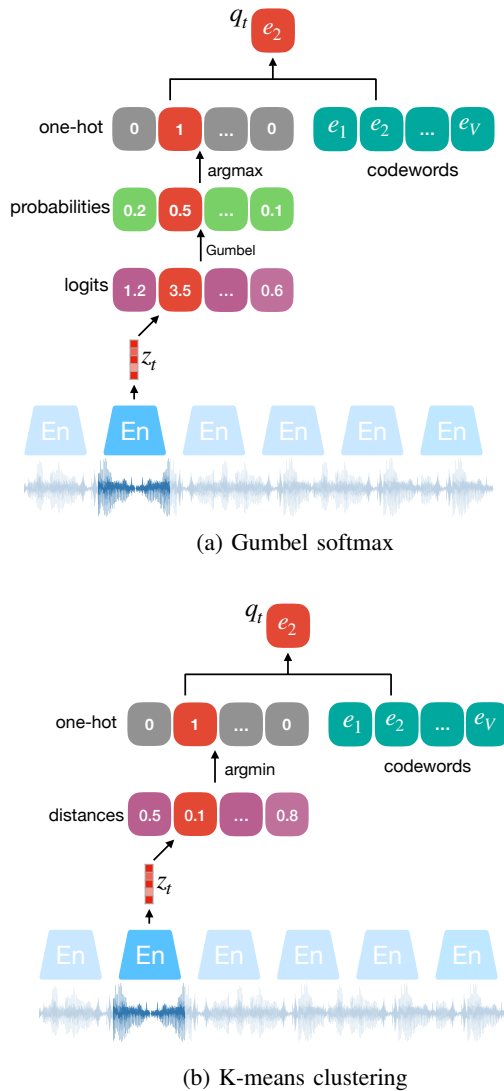 q_t e_2
one-hot 0 1 ... 0 e_1 e_2 ... e_V
argmax codewords
probabilities 0.2 0.5 ... 0.1
Gumbel
logits 1.2 3.5 ... 0.6
z_t
En En En En En En
(a) Gumbel softmax
q_t e_2
one-hot 0 1 ... 0 e_1 e_2 ... e_V
argmin codewords
distances 0.5 0.1 ... 0.8
z_t
En En En En En En
(b) K-means clustering